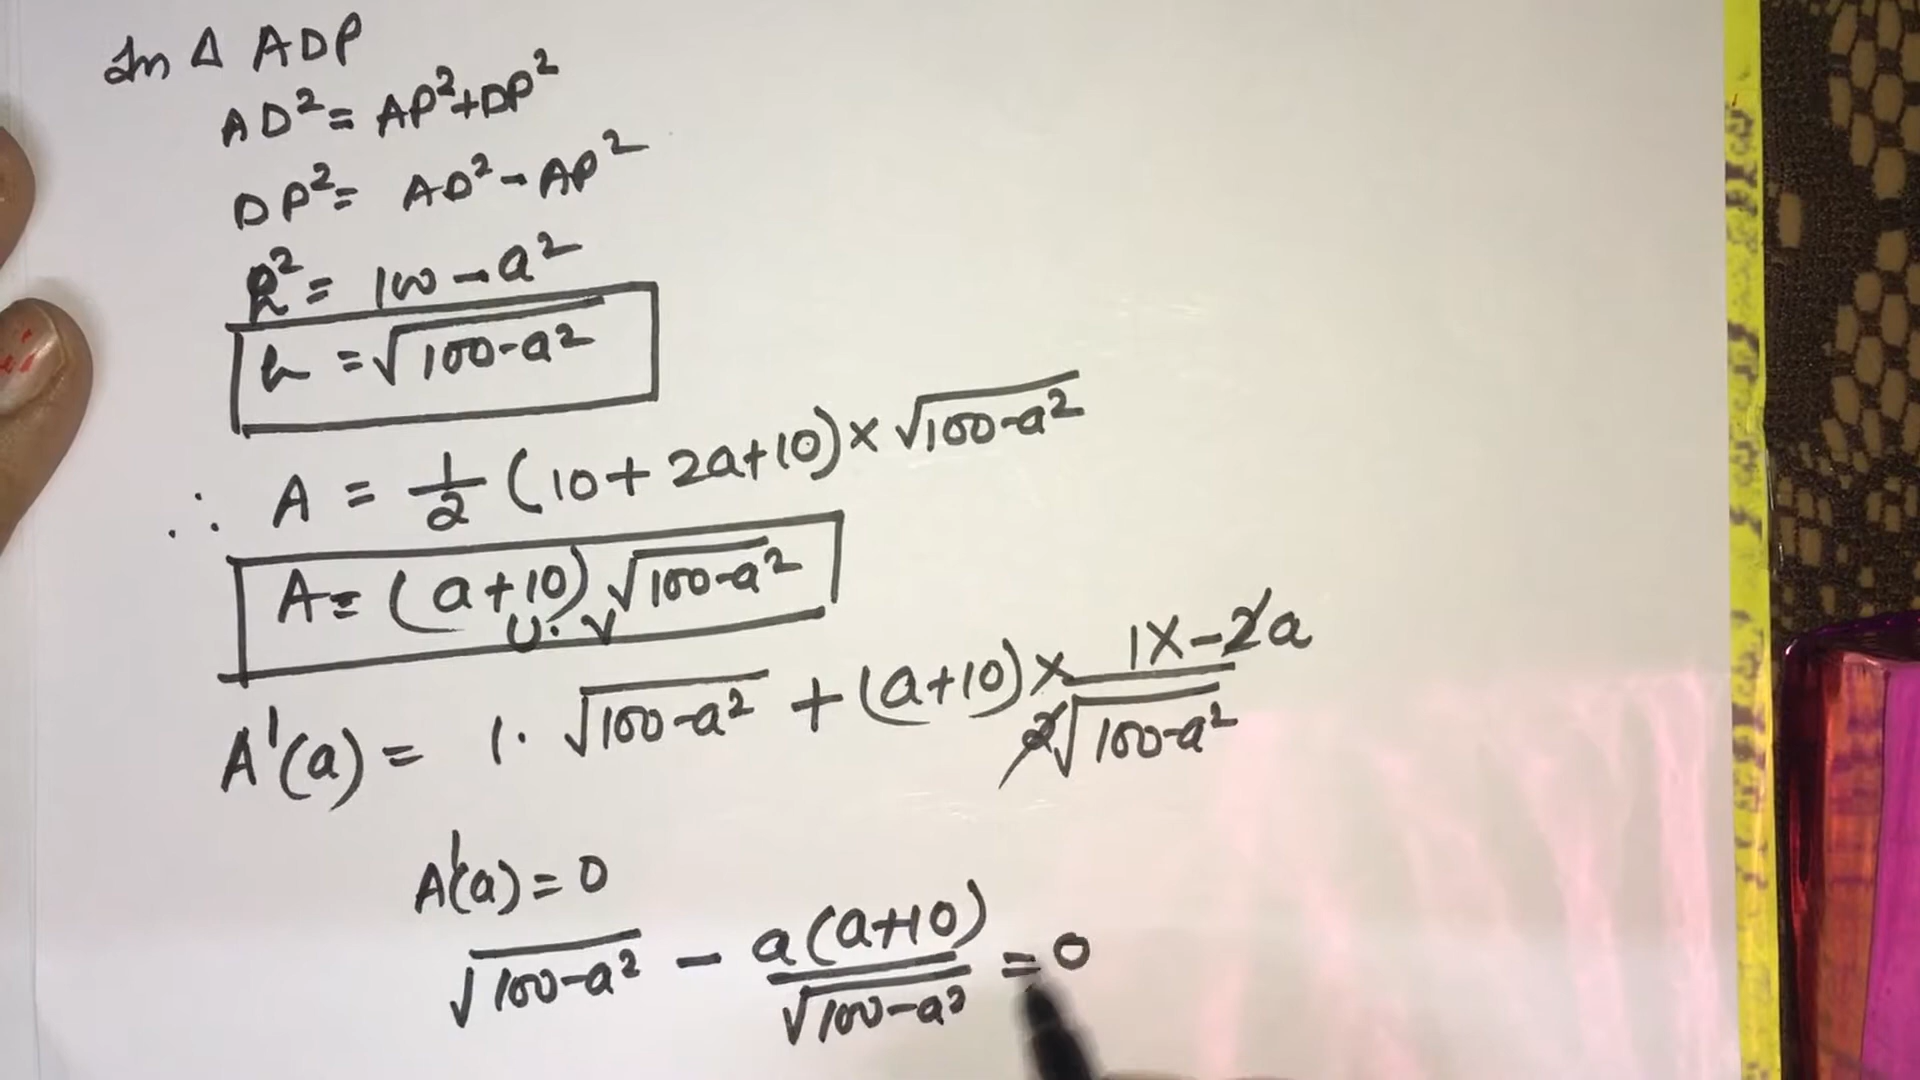 In Δ ADP
AD² = AP²+DP²
DP² = AD² - AP²
h² = 100 - a²
h = √100-a²
∴ A = 1/2 (10 + 2a+10) × √100-a²
A = (a+10) √100-a²
U · V
A'(a) = 1 · √100-a² + (a+10) × 1X-2a / 2√100-a²
A'(a) = 0
√100-a² - a(a+10) / √100-a² = 0